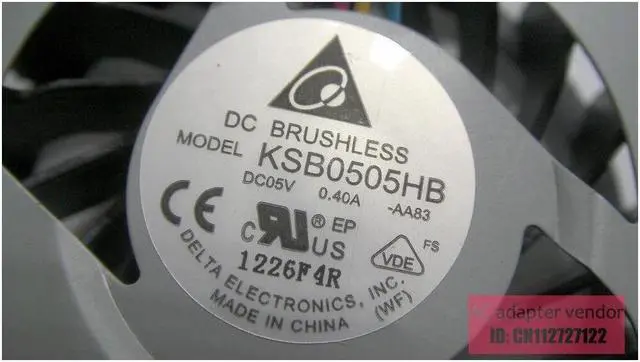 DC BRUSHLESS
MODEL KSB0505HB
DC05V 0.40A -AA83
CE c RU ® US EP VDE FS
1226F4R
DELTA ELECTRONICS, INC.
(WF)
MADE IN CHINA
adapter vendor
ID: CN112727122